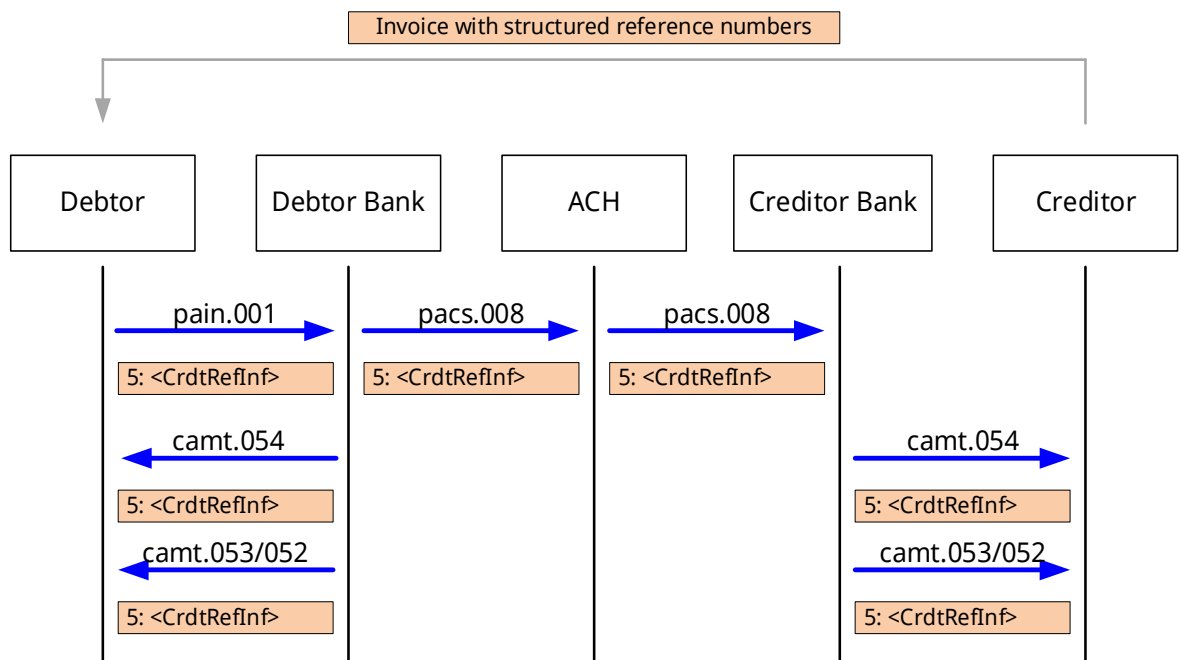 Invoice with structured reference numbers
Debtor
Debtor Bank
ACH
Creditor Bank
Creditor
pain.001
pacs.008
pacs.008
5: <CrdtRefInf>
5: <CrdtRefInf>
5: <CrdtRefInf>
camt.054
camt.054
5: <CrdtRefInf>
5: <CrdtRefInf>
camt.053/052
camt.053/052
5: <CrdtRefInf>
5: <CrdtRefInf>